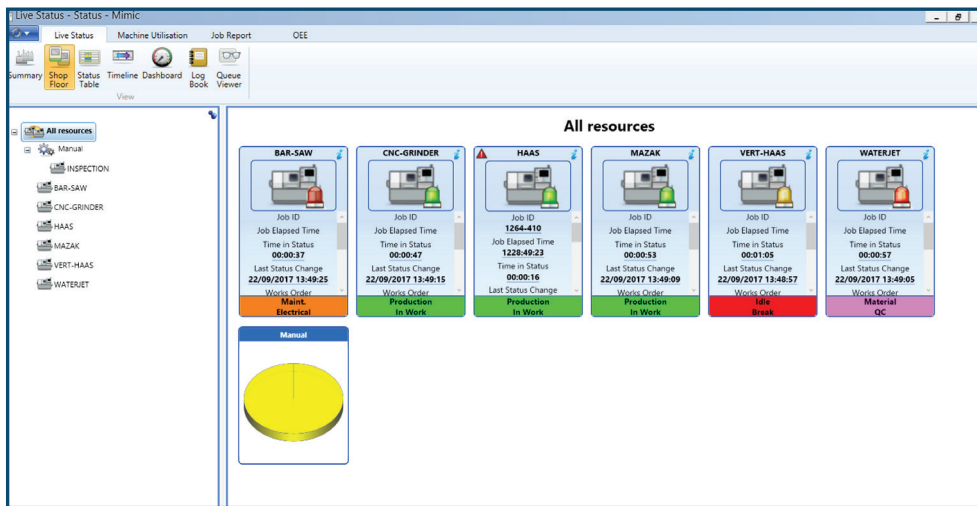 Live Status - Status - Mimic
Live Status Machine Utilisation Job Report OEE
Summary Shop Floor Status Table Timeline Dashboard Log Book Queue Viewer
View
All resources
Manual
INSPECTION
BAR-SAW
CNC-GRINDER
HAAS
MAZAK
VERT-HAAS
WATERJET
All resources
BAR-SAW
Job ID
Job Elapsed Time
Time in Status
00:00:37
Last Status Change
22/09/2017 13:49:25
Works Order
Maint.
Electrical
CNC-GRINDER
Job ID
Job Elapsed Time
Time in Status
00:00:47
Last Status Change
22/09/2017 13:49:15
Works Order
Production
In Work
HAAS
Job ID
1264-410
Job Elapsed Time
1228:49:23
Time in Status
00:00:16
Last Status Change
Production
In Work
MAZAK
Job ID
Job Elapsed Time
Time in Status
00:00:53
Last Status Change
22/09/2017 13:49:09
Works Order
Production
In Work
VERT-HAAS
Job ID
Job Elapsed Time
Time in Status
00:01:05
Last Status Change
22/09/2017 13:48:57
Works Order
Idle
Break
WATERJET
Job ID
Job Elapsed Time
Time in Status
00:00:57
Last Status Change
22/09/2017 13:49:05
Works Order
Material
QC
Manual